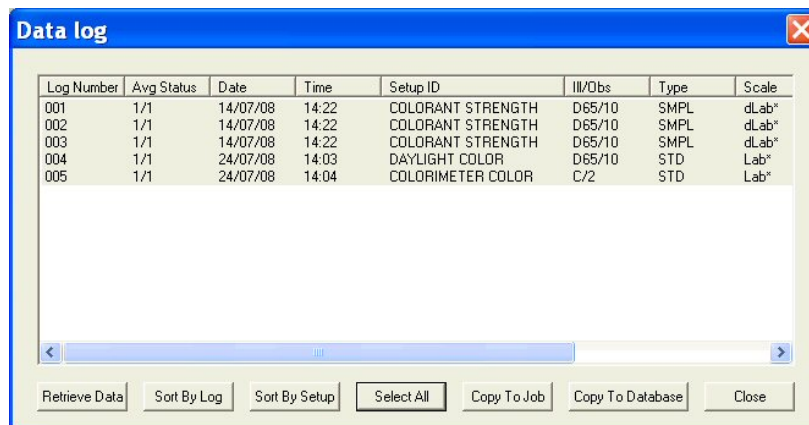 Data log
Log Number Avg Status Date Time Setup ID Ill/Obs Type Scale
001 1/1 14/07/08 14:22 COLORANT STRENGTH D65/10 SMPL dLab*
002 1/1 14/07/08 14:22 COLORANT STRENGTH D65/10 SMPL dLab*
003 1/1 14/07/08 14:22 COLORANT STRENGTH D65/10 SMPL dLab*
004 1/1 24/07/08 14:03 DAYLIGHT COLOR D65/10 STD Lab*
005 1/1 24/07/08 14:04 COLORIMETER COLOR C/2 STD Lab*
Retrieve Data Sort By Log Sort By Setup Select All Copy To Job Copy To Database Close